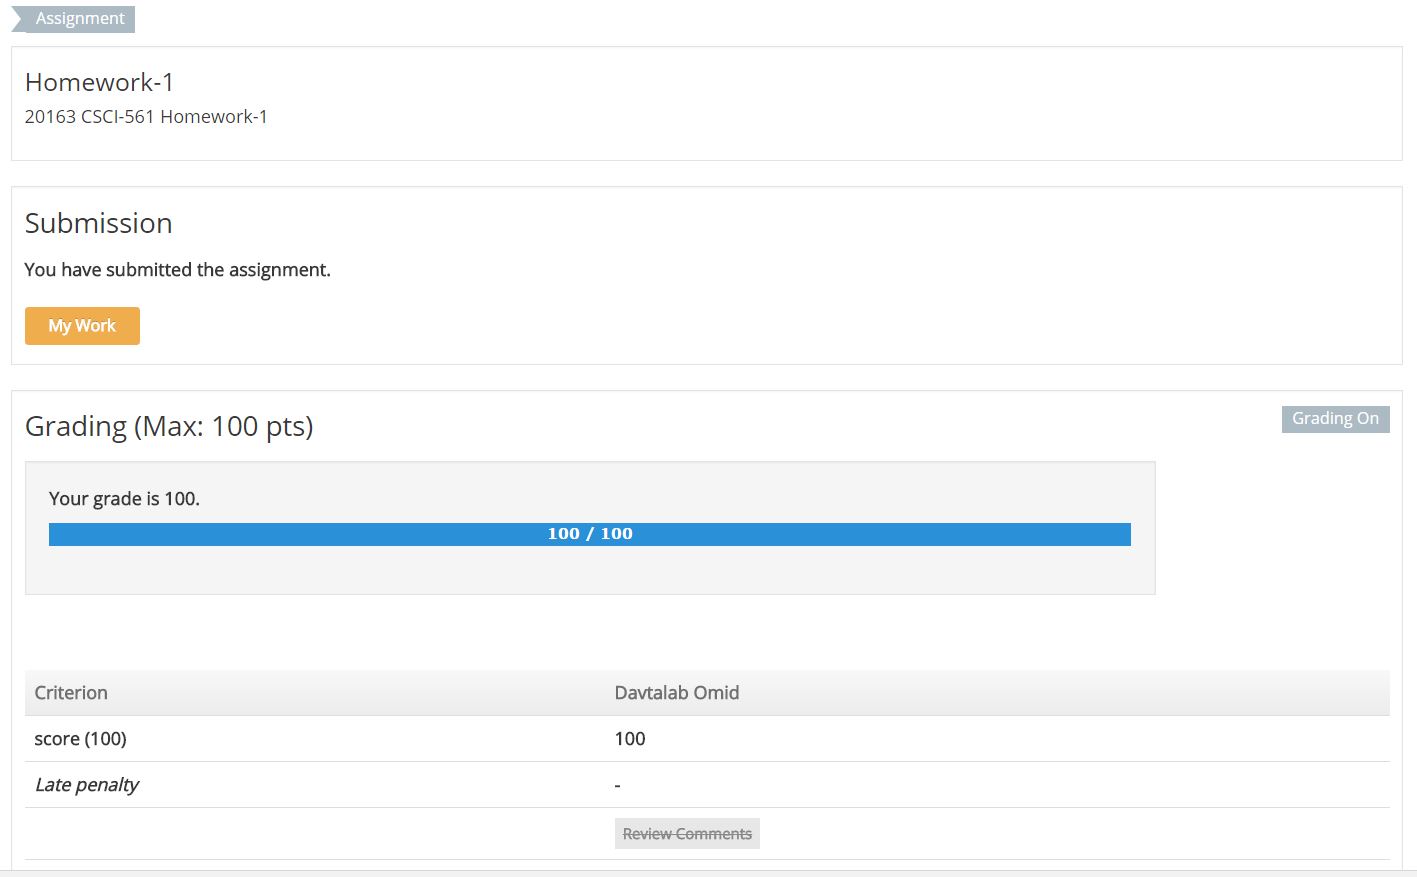 Assignment
Homework-1
20163 CSCI-561 Homework-1
Submission
You have submitted the assignment.
My Work
Grading (Max: 100 pts)
Grading On
Your grade is 100.
100 / 100
Criterion Davtalab Omid
score (100) 100
Late penalty -
Review Comments